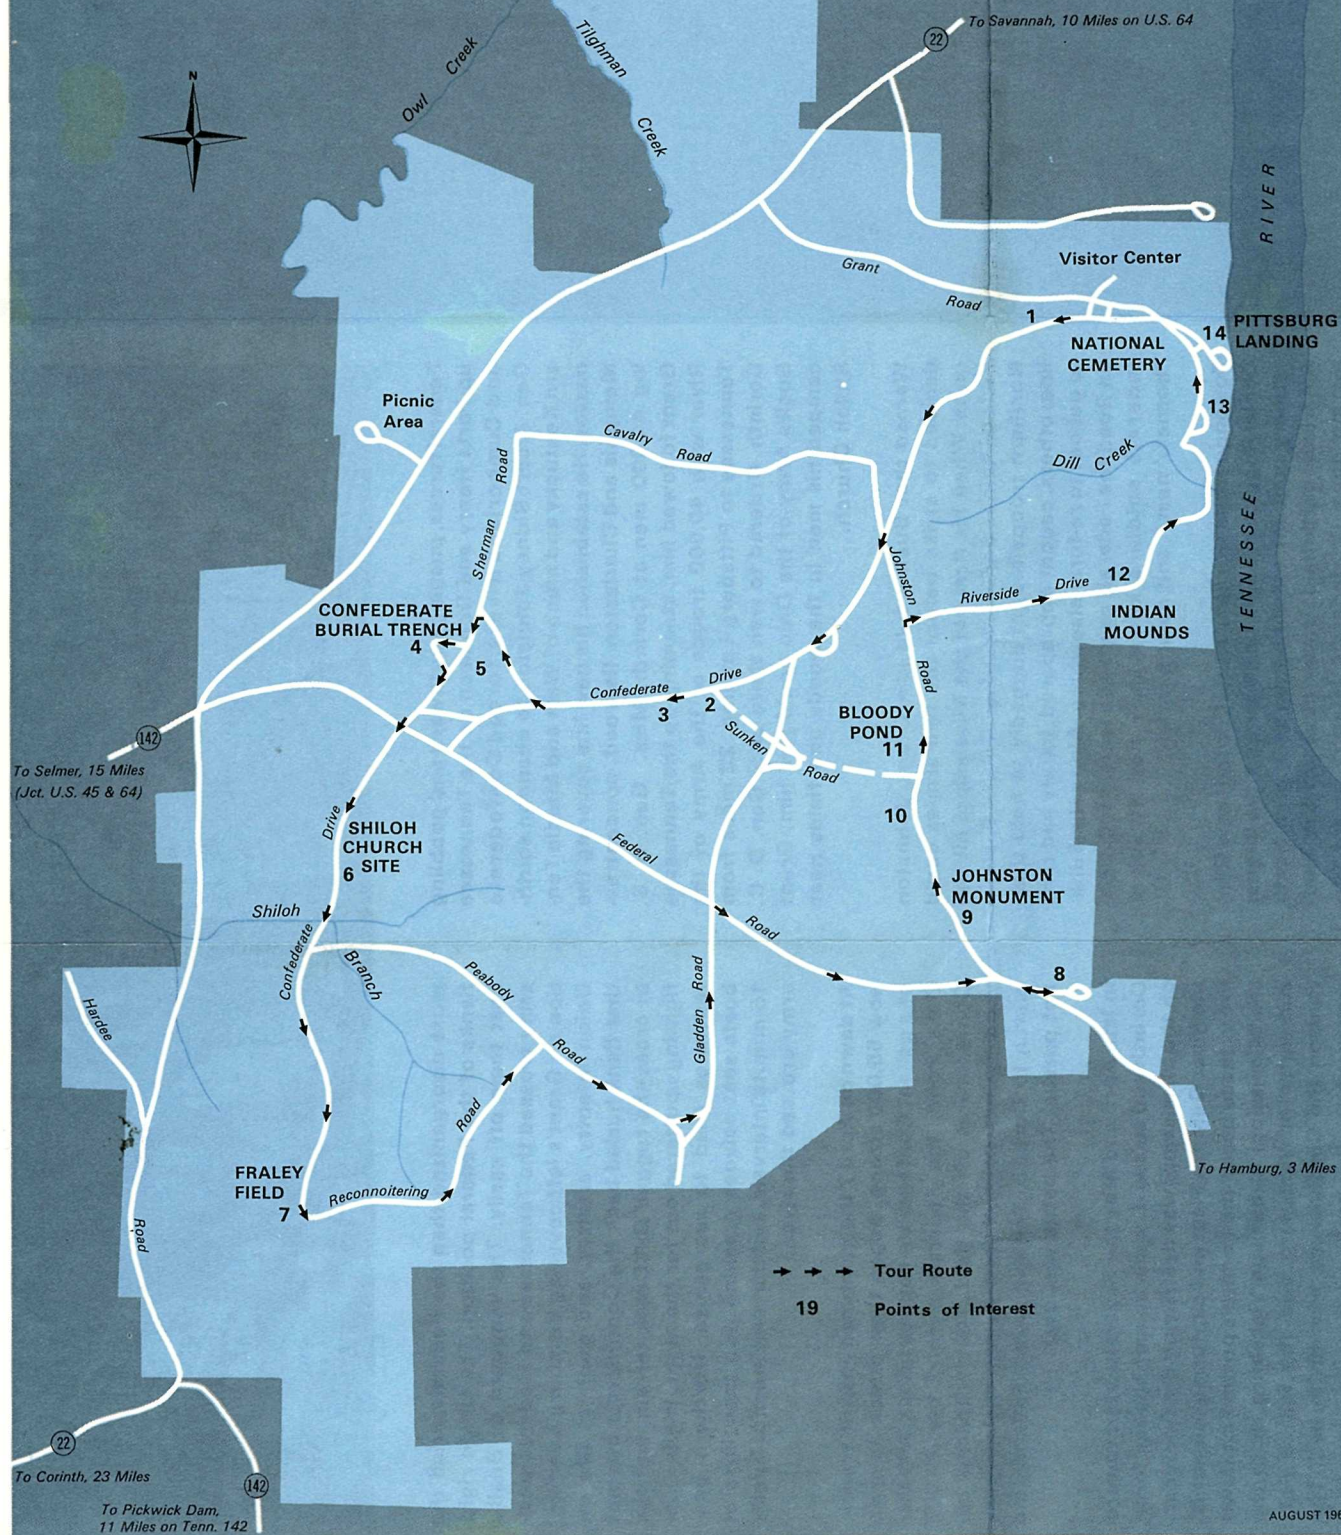 To Savannah, 10 Miles on U.S. 64
22
Tilghman
Creek
Owl Creek
N
RIVER
Visitor Center
Grant
Road
1
14
PITTSBURG
LANDING
NATIONAL
CEMETERY
13
Picnic
Area
Cavalry
Road
Dill Creek
Sherman Road
TENNESSEE
Johnston
Road
12
Riverside Drive
INDIAN
MOUNDS
CONFEDERATE
BURIAL TRENCH
4
5
Confederate Drive
3
2
BLOODY
POND
11
Sunken
Road
142
To Selmer, 15 Miles
(Jct. U.S. 45 & 64)
10
Drive
SHILOH
CHURCH
SITE
6
Federal
Road
JOHNSTON
MONUMENT
9
Shiloh
Branch
Confederate
Peabody
Road
8
Gladden Road
Hardee
Road
Road
To Hamburg, 3 Miles
FRALEY
FIELD
7
Reconnoitering
Tour Route
19 Points of Interest
22
To Corinth, 23 Miles
142
To Pickwick Dam,
11 Miles on Tenn. 142
AUGUST